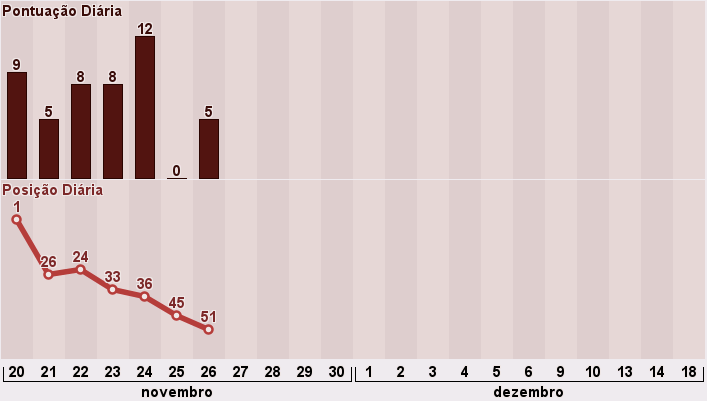 Pontuação Diária
9 5 8 8 12 0 5
Posição Diária
1 26 24 33 36 45 51
20 21 22 23 24 25 26 27 28 29 30 1 2 3 4 5 6 9 10 13 14 18
novembro dezembro